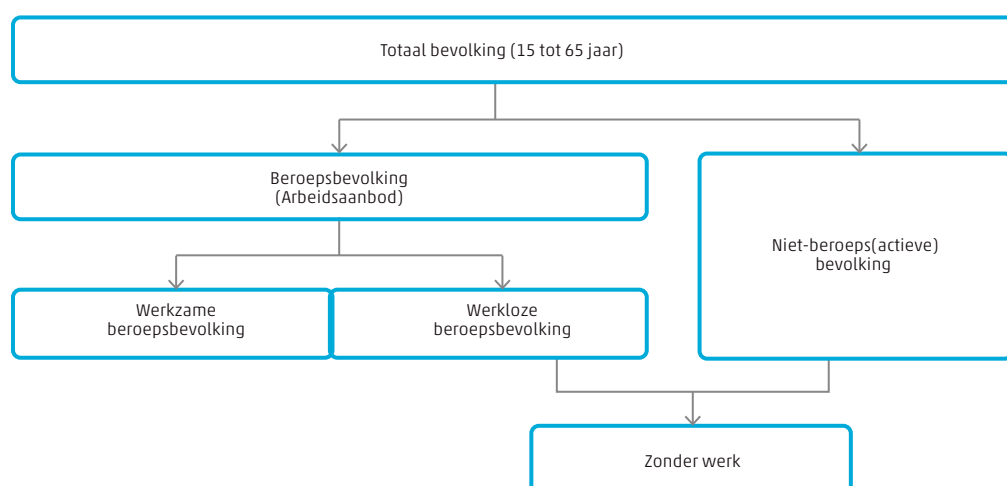 Totaal bevolking (15 tot 65 jaar)
Beroepsbevolking
(Arbeidsaanbod)
Niet-beroeps(actieve)
bevolking
Werkzame
beroepsbevolking
Werkloze
beroepsbevolking
Zonder werk